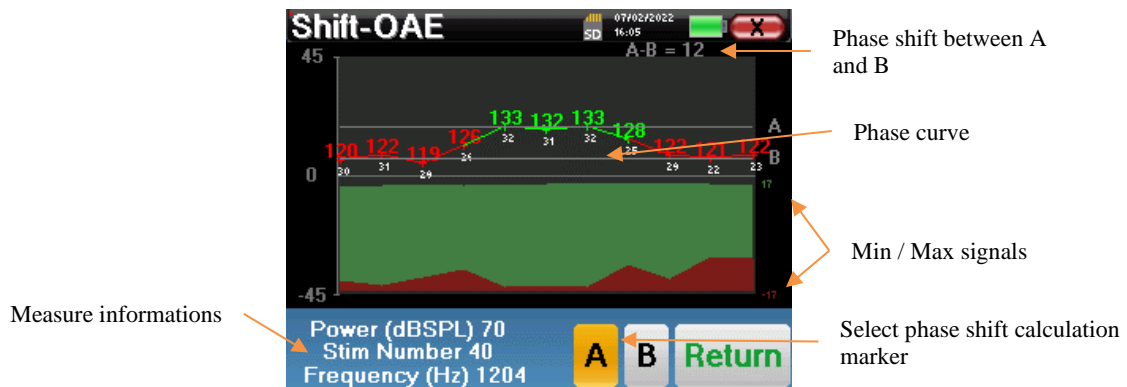 Shift-OAE
SD
07/02/2022
16:05
X
A-B = 12
Phase shift between A
and B
45
133 132 133
126 128
120 122 119 122 121 122
A
B
Phase curve
30 31 29 26 32 31 32 25 29 22 23
0
17
Min / Max signals
-45
-17
Measure informations
Power (dBSPL) 70
Stim Number 40
Frequency (Hz) 1204
A
B
Return
Select phase shift calculation
marker